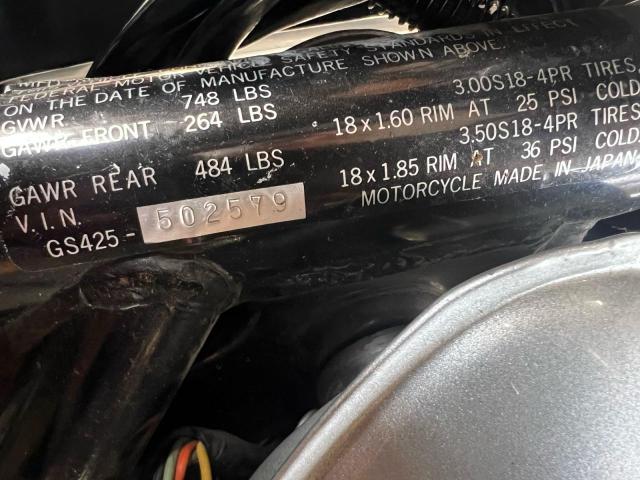 FEDERAL MOTOR VEHICLE SAFETY STANDARDS IN EFFECT
ON THE DATE OF MANUFACTURE SHOWN ABOVE.
GVWR 748 LBS
GAWR FRONT 264 LBS 3.00S18-4PR TIRES,
18 x 1.60 RIM AT 25 PSI COLD
GAWR REAR 484 LBS 3.50S18-4PR TIRES
18 x 1.85 RIM AT 36 PSI COLD
V.I.N. MOTORCYCLE MADE IN JAPAN
GS425- 502579